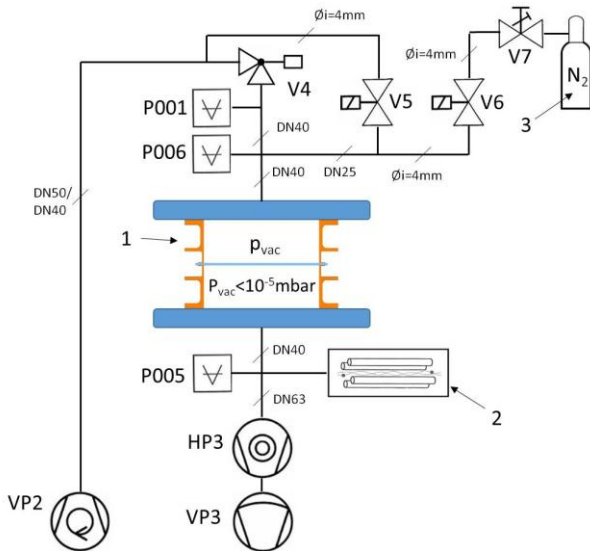 Øi=4mm
V7
Øi=4mm
N2
V4
P001
V5
V6
3
DN40
P006
DN40
DN25
Øi=4mm
DN50/
DN40
1
pvac
Pvac<10-5mbar
DN40
P005
DN63
2
HP3
VP2
VP3